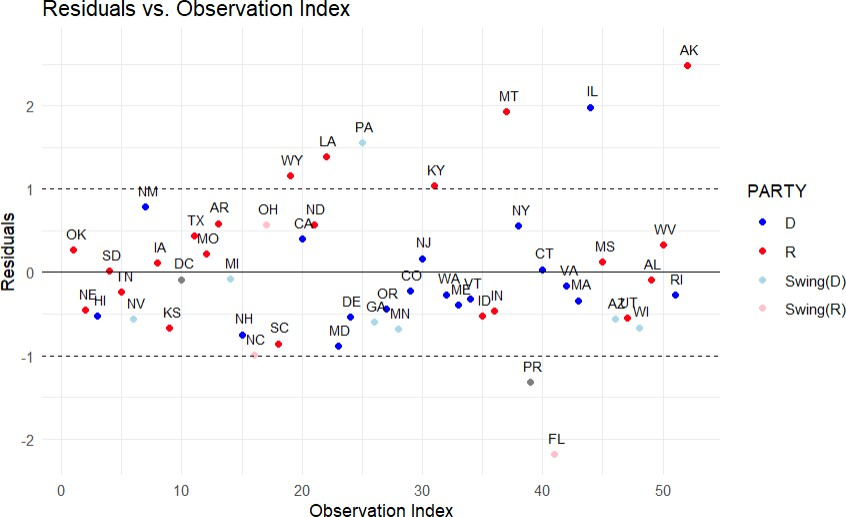 Residuals vs. Observation Index
AK
IL
MT
2
PA
LA
WY
KY
1
NM
AR
OH
ND
NY
TX
CA
OK
MO
WV
NJ
MS
IA
CT
SD
DC
MI
AL
0
TN
CO
WA
VT
VA
RI
NE
HI
NV
DE
OR
ME
MA
GA
ID
IN
AZ
UT
KS
MN
WI
NH
SC
MD
NC
-1
PR
FL
-2
0
10
20
30
40
50
Observation Index
Residuals
PARTY
D
R
Swing(D)
Swing(R)